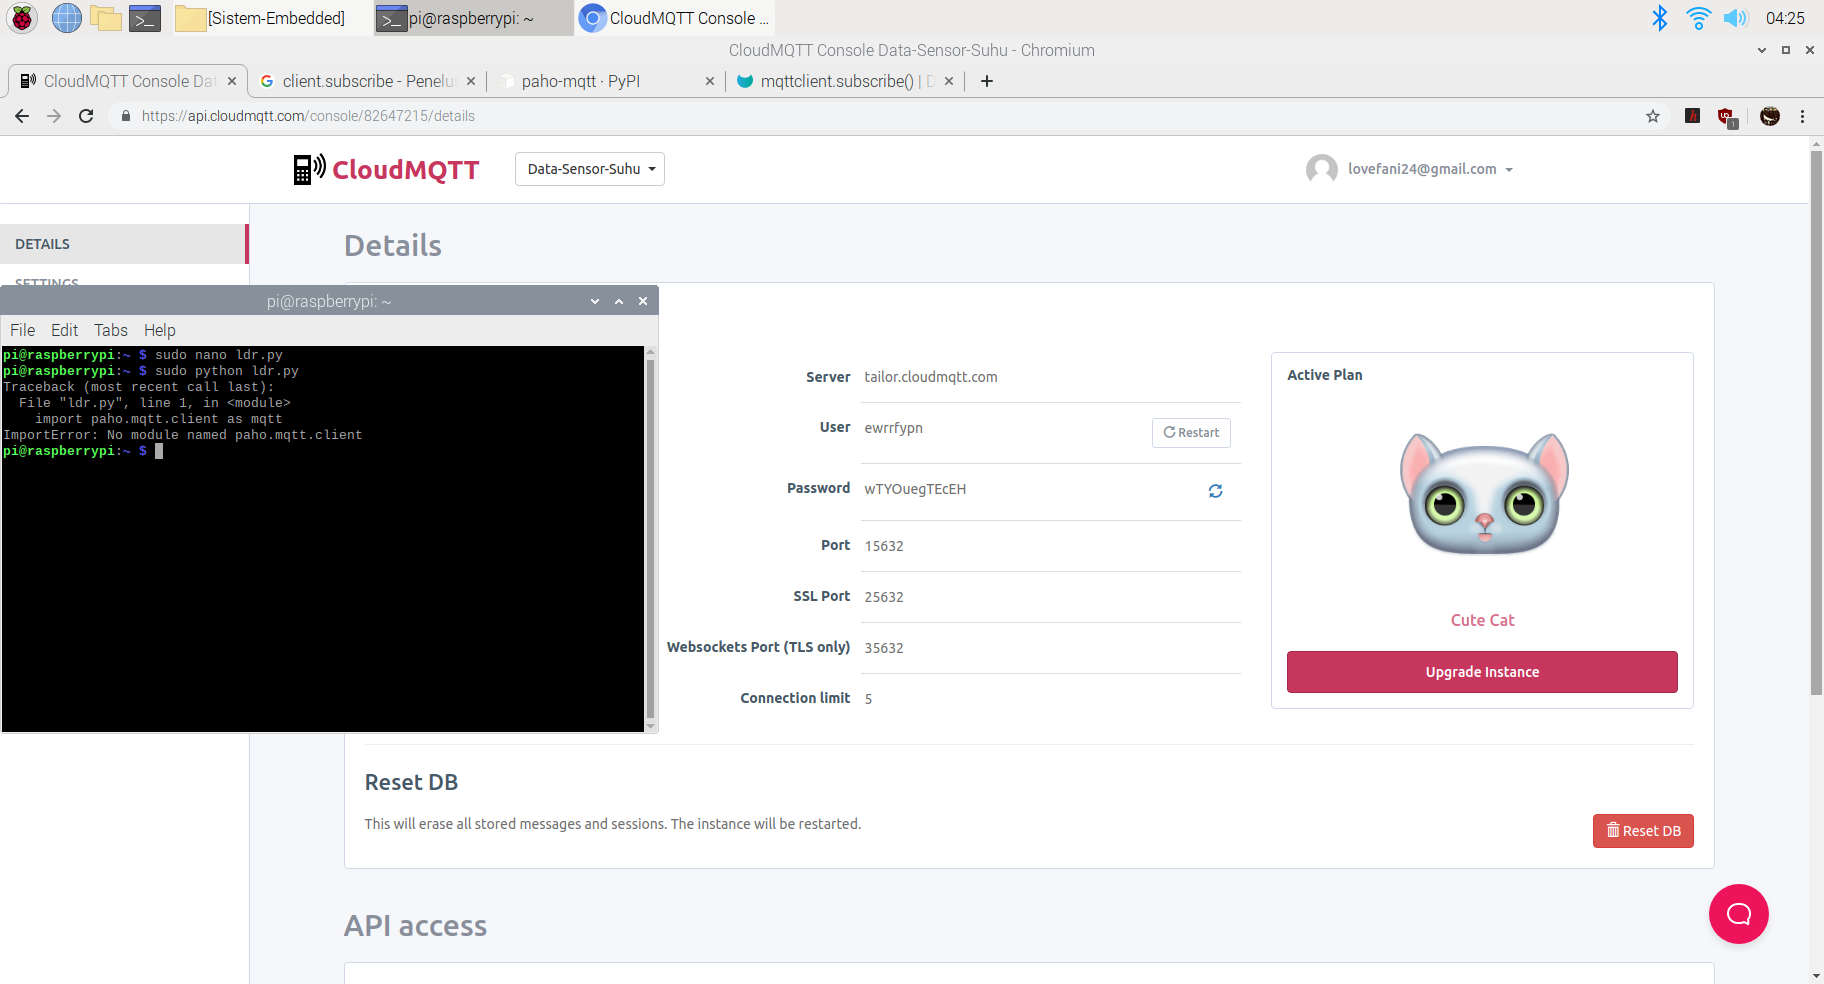 [Sistem-Embedded]
pi@raspberrypi: ~
CloudMQTT Console ...
04:25
CloudMQTT Console Data-Sensor-Suhu - Chromium
CloudMQTT Console Dat
client.subscribe - Penelus
paho-mqtt · PyPI
mqttclient.subscribe() | D
https://api.cloudmqtt.com/console/82647215/details
CloudMQTT
Data-Sensor-Suhu
lovefani24@gmail.com
DETAILS
SETTINGS
Details
pi@raspberrypi: ~
File Edit Tabs Help
pi@raspberrypi:~ $ sudo nano ldr.py
pi@raspberrypi:~ $ sudo python ldr.py
Traceback (most recent call last):
File "ldr.py", line 1, in <module>
import paho.mqtt.client as mqtt
ImportError: No module named paho.mqtt.client
pi@raspberrypi:~ $
Server tailor.cloudmqtt.com
User ewrrfypn
Restart
Password wTYOuegTEcEH
Port 15632
SSL Port 25632
Websockets Port (TLS only) 35632
Connection limit 5
Active Plan
Cute Cat
Upgrade Instance
Reset DB
This will erase all stored messages and sessions. The instance will be restarted.
Reset DB
API access